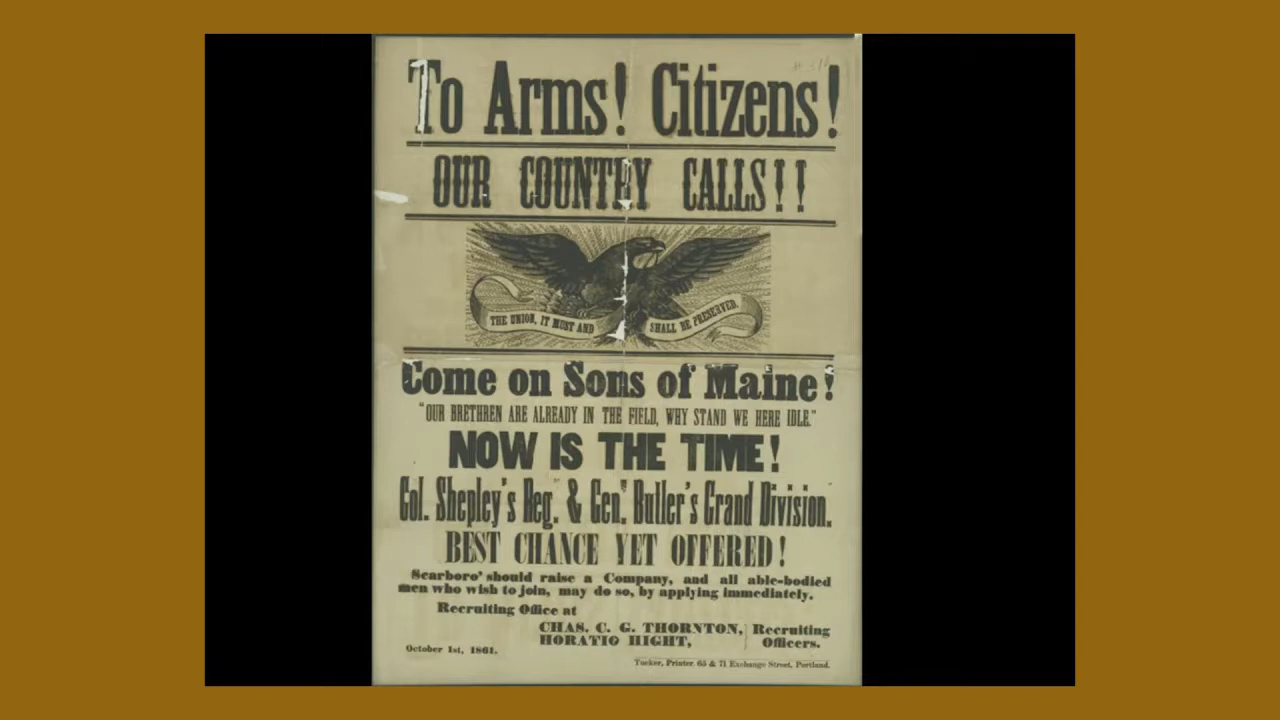 To Arms! Citizens!
OUR COUNTRY CALLS!!
THE UNION, IT MUST AND SHALL BE PRESERVED.
Come on Sons of Maine!
"OUR BRETHREN ARE ALREADY IN THE FIELD, WHY STAND WE HERE IDLE."
NOW IS THE TIME!
Col. Shepley's Reg. & Gen. Butler's Grand Division.
BEST CHANCE YET OFFERED!
Scarboro' should raise a Company, and all able-bodied
men who wish to join, may do so, by applying immediately.
Recruiting Office at
CHAS. C. G. THORNTON, Recruiting
HORATIO HIGHT, Officers.
October 1st, 1861.
Tucker, Printer 65 & 71 Exchange Street, Portland.